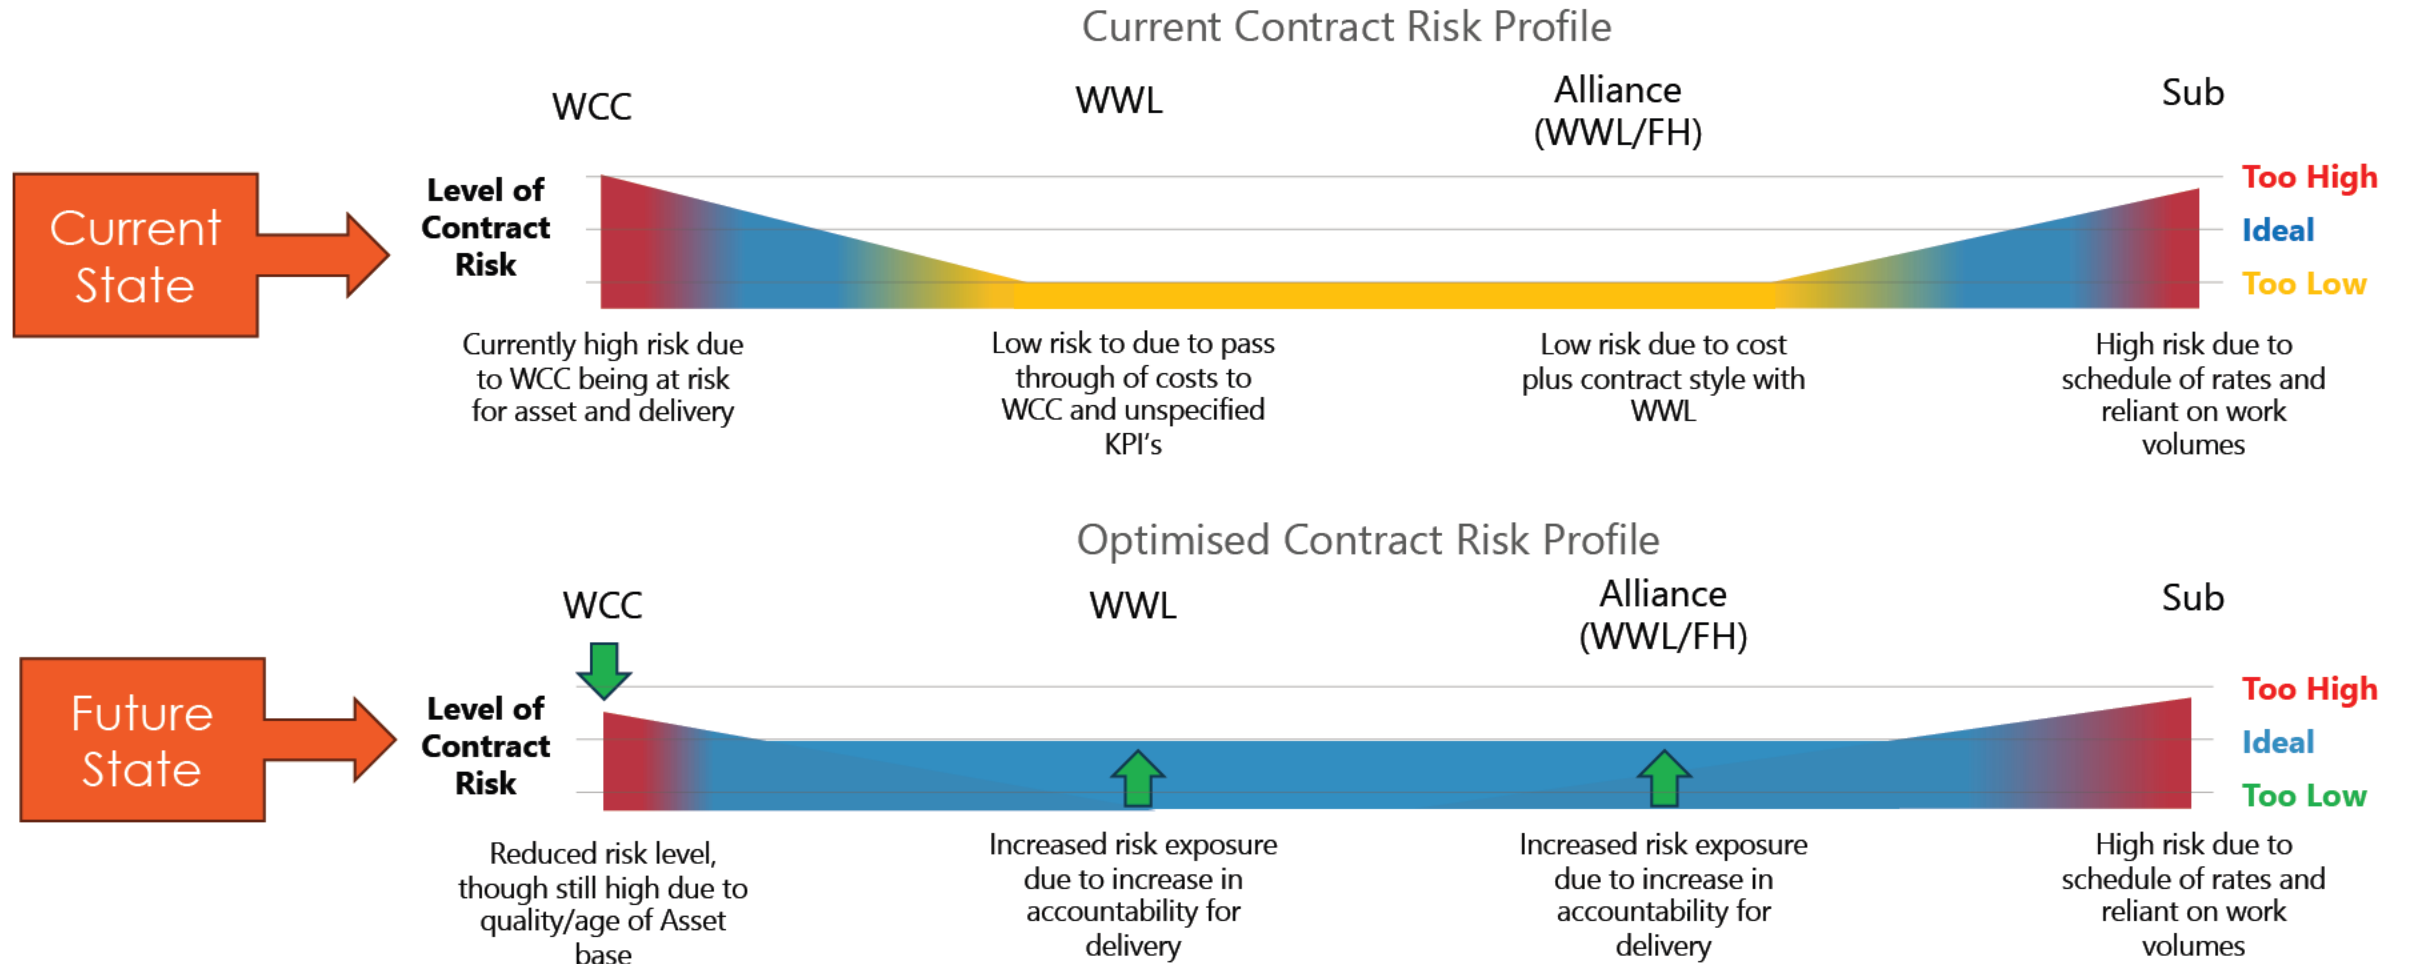 Current Contract Risk Profile
WCC
WWL
Alliance
(WWL/FH)
Sub
Current
State
Level of
Contract
Risk
Too High
Ideal
Too Low
Currently high risk due
to WCC being at risk
for asset and delivery
Low risk to due to pass
through of costs to
WCC and unspecified
KPI's
Low risk due to cost
plus contract style with
WWL
High risk due to
schedule of rates and
reliant on work
volumes
Optimised Contract Risk Profile
WCC
WWL
Alliance
(WWL/FH)
Sub
Future
State
Level of
Contract
Risk
Too High
Ideal
Too Low
Reduced risk level,
though still high due to
quality/age of Asset
base
Increased risk exposure
due to increase in
accountability for
delivery
Increased risk exposure
due to increase in
accountability for
delivery
High risk due to
schedule of rates and
reliant on work
volumes